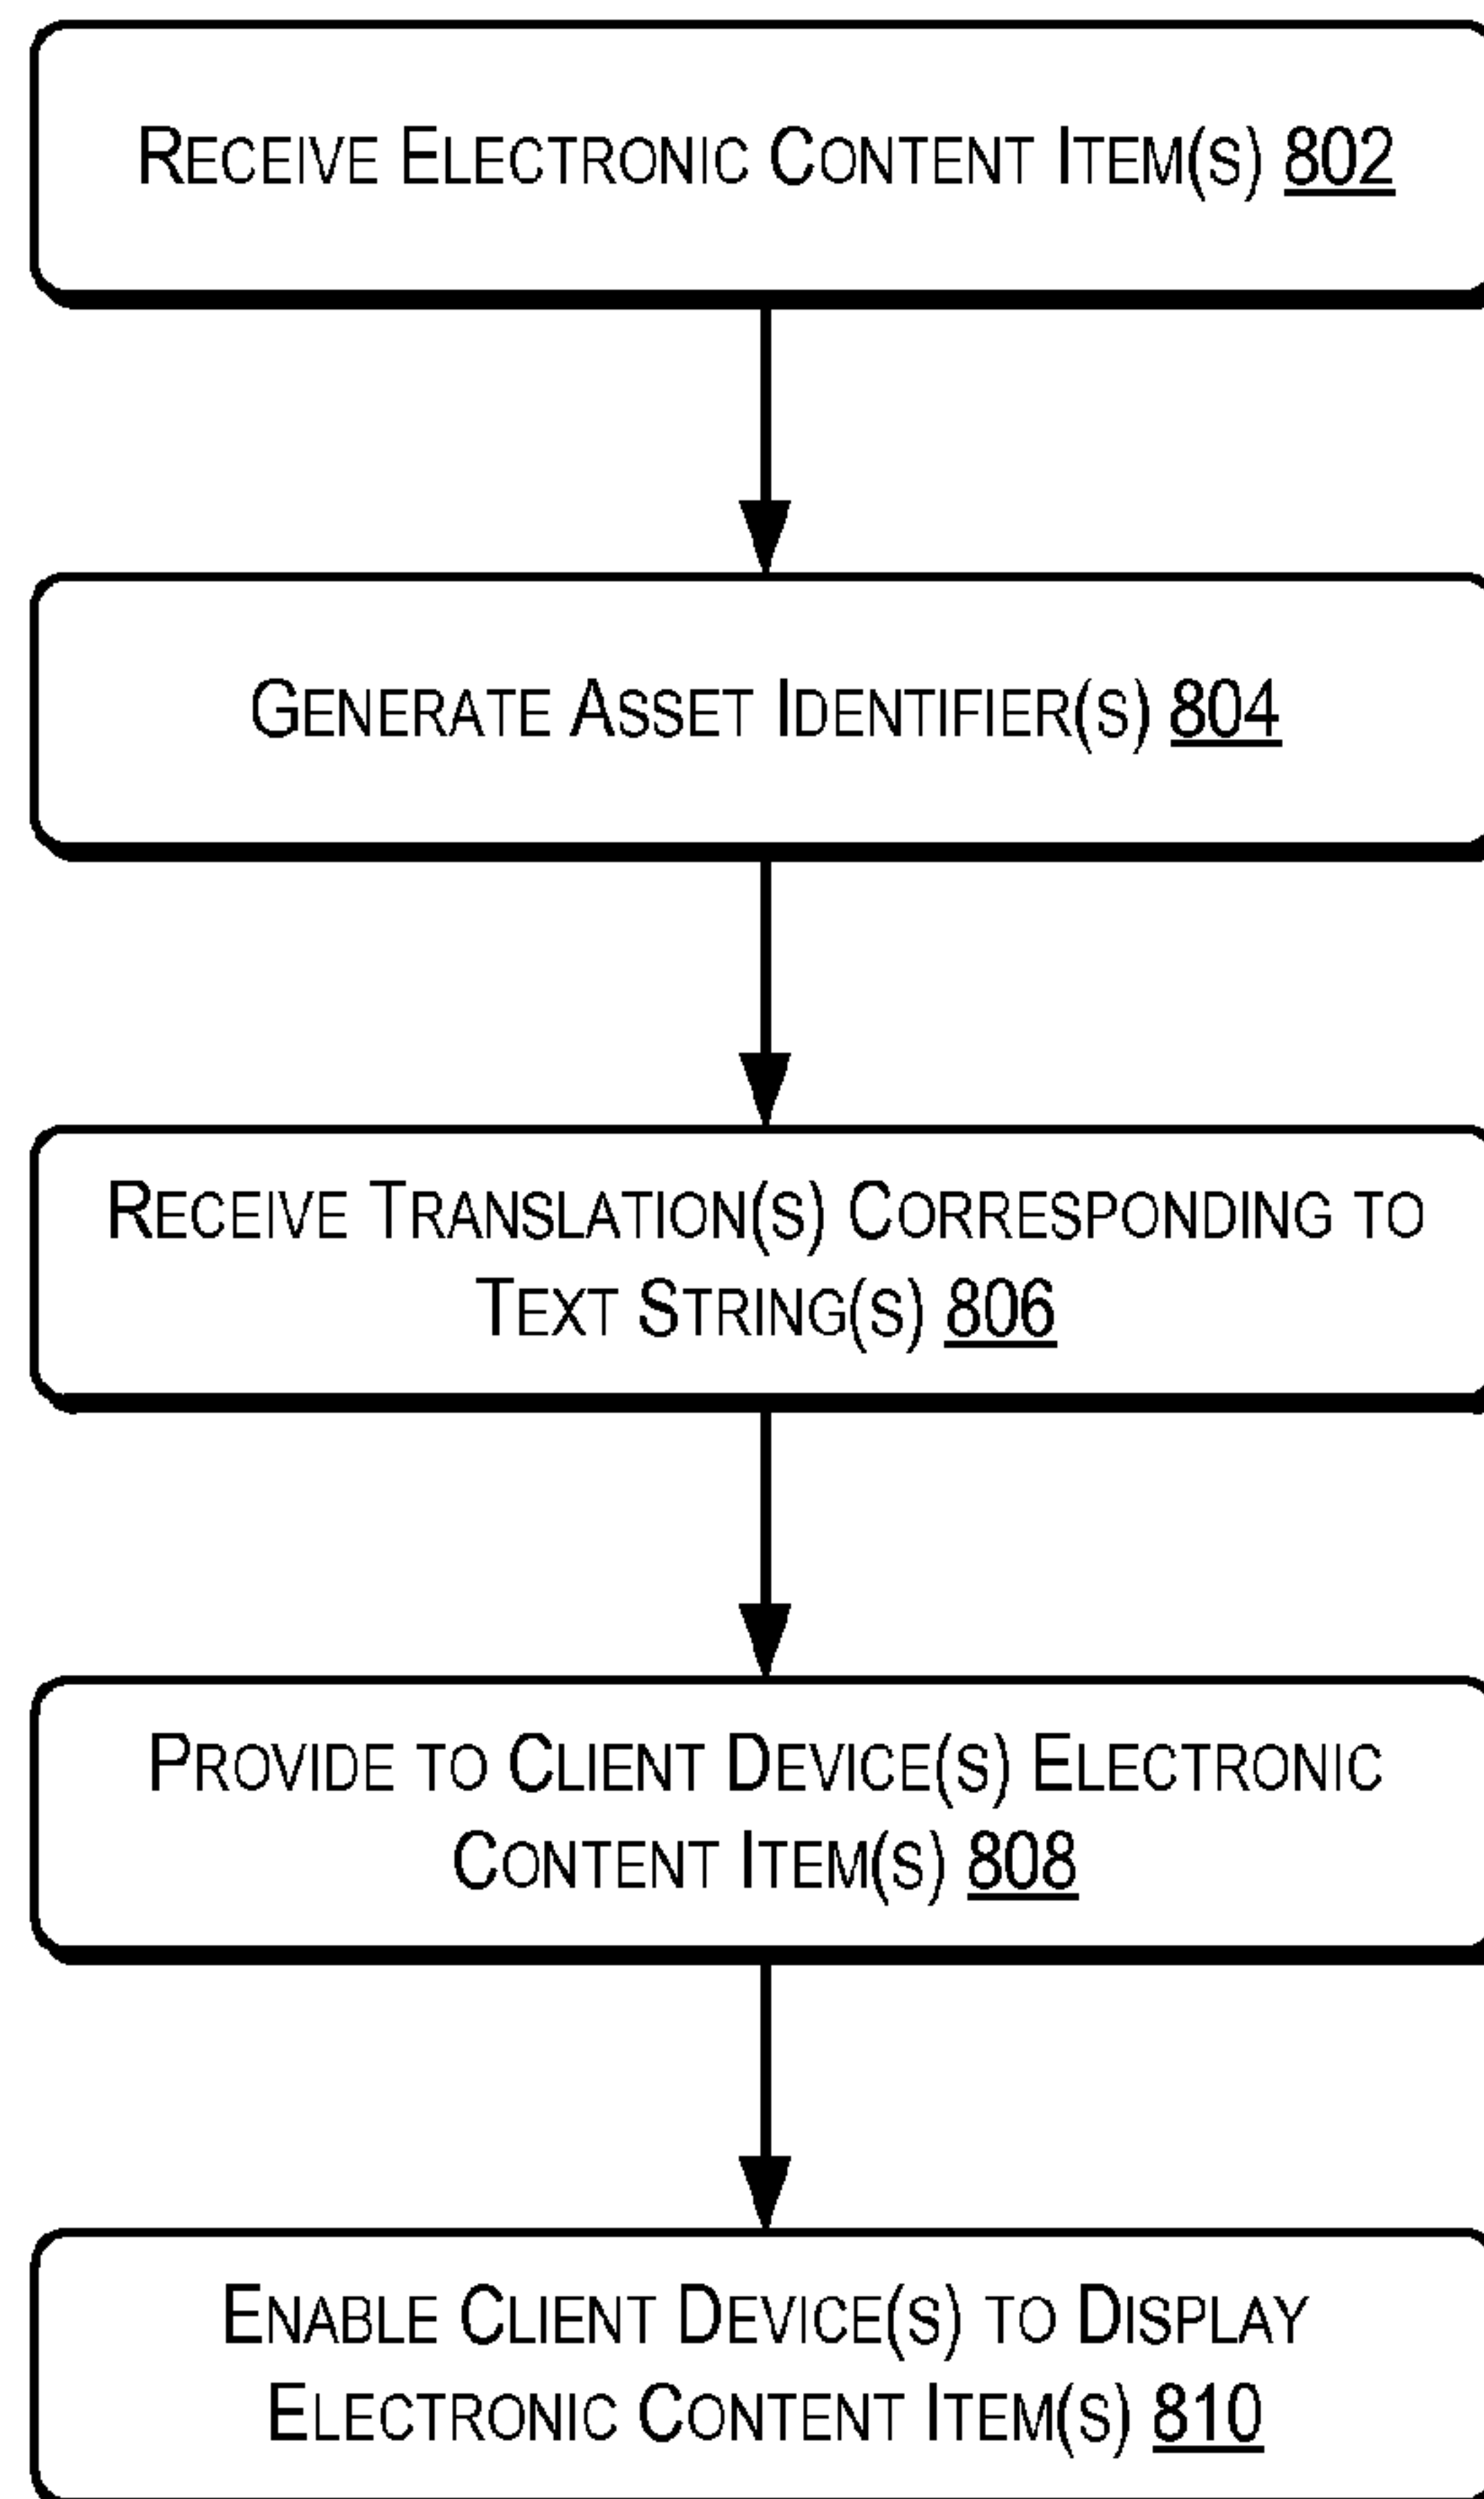 RECEIVE ELECTRONIC CONTENT ITEM(S) 802
GENERATE ASSET IDENTIFIER(S) 804
RECEIVE TRANSLATION(S) CORRESPONDING TO
TEXT STRING(S) 806
PROVIDE TO CLIENT DEVICE(S) ELECTRONIC
CONTENT ITEM(S) 808
ENABLE CLIENT DEVICE(S) TO DISPLAY
ELECTRONIC CONTENT ITEM(S) 810